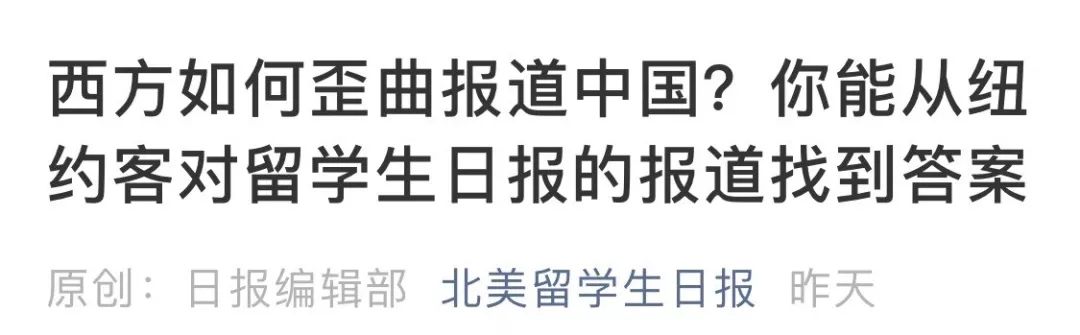 西方如何歪曲报道中国？你能从纽
约客对留学生日报的报道找到答案
原创： 日报编辑部 北美留学生日报 昨天